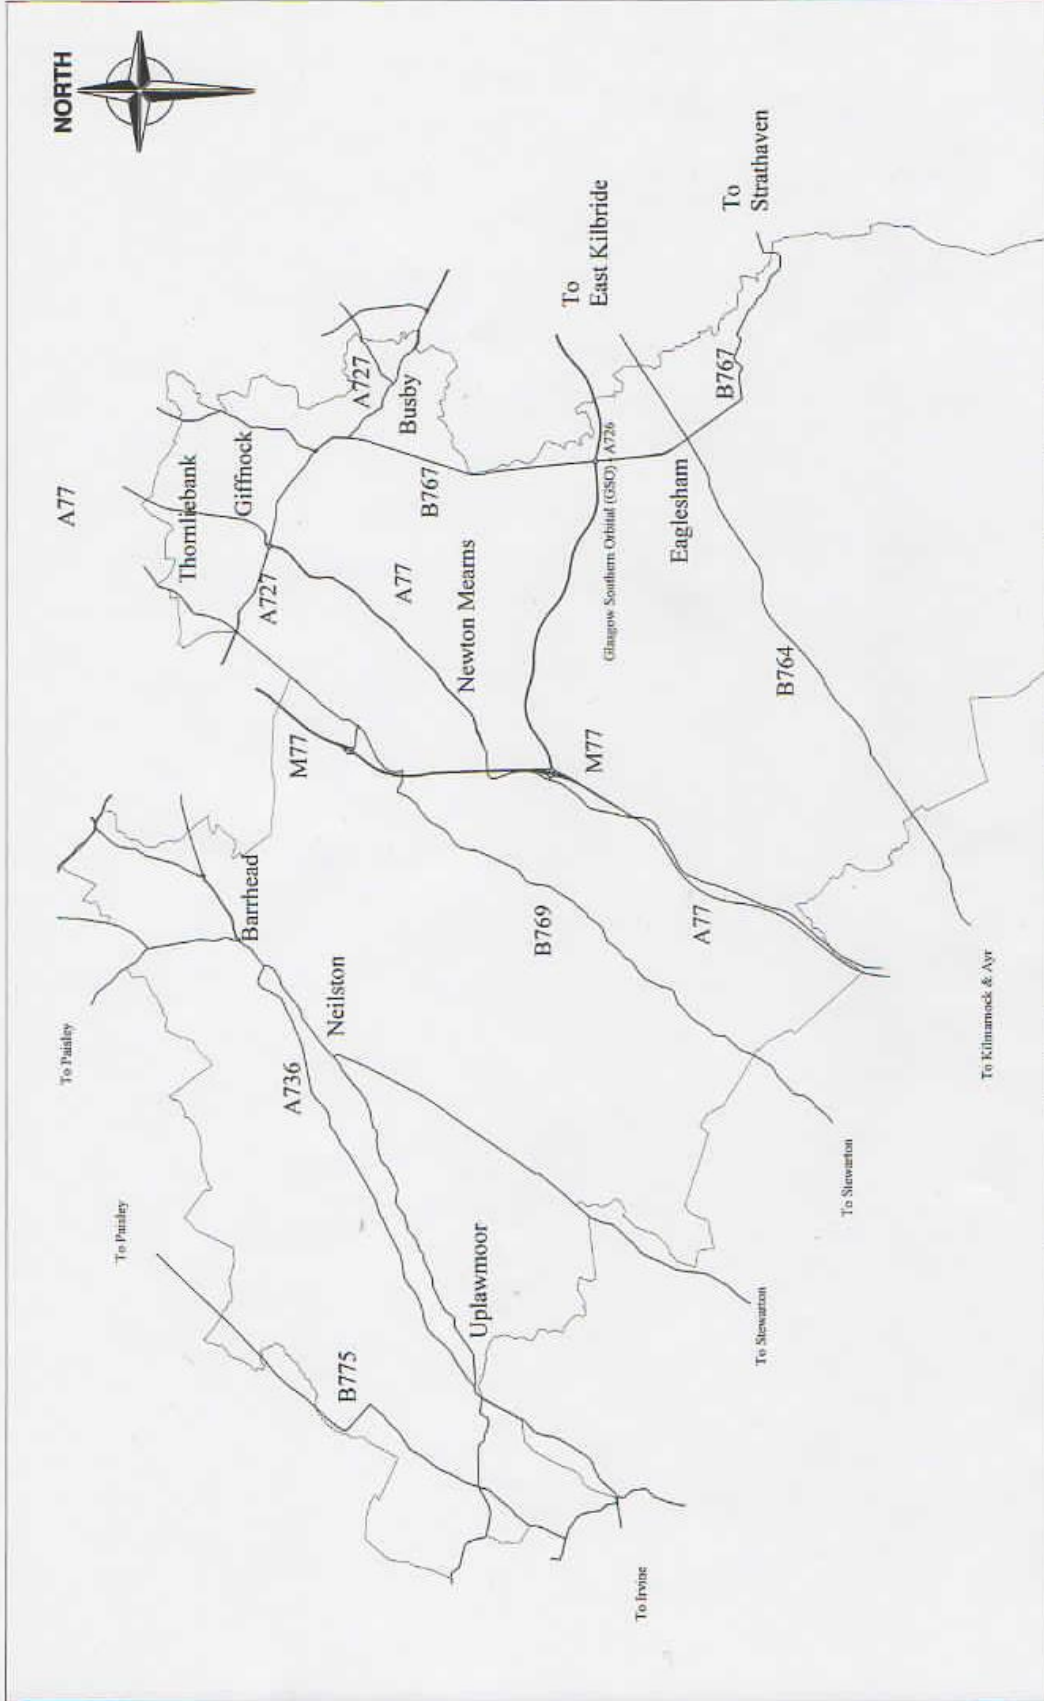 NORTH
A77
To Paisley
To Paisley
Thornliebank
Giffnock
A727
A727
Busby
Barrhead
M77
A736
Neilston
B775
A77
B767
Newton Mearns
Uplawmoor
B769
M77
To
East Kilbride
Glasgow Southern Orbital (GSO) - A726
Eaglesham
B767
To
Strathaven
A77
B764
To Irvine
To Stewarton
To Stewarton
To Kilmarnock & Ayr